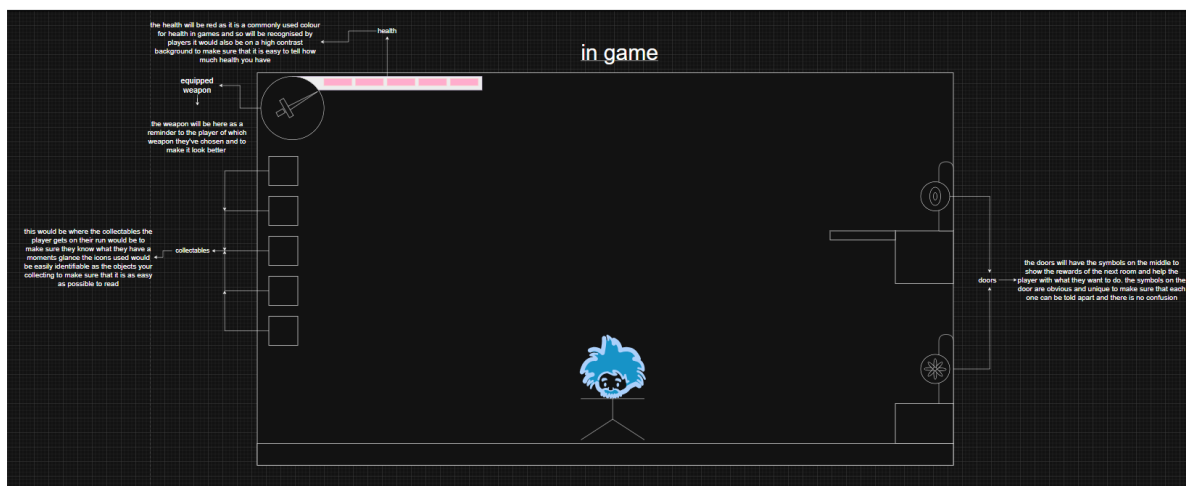 the health will be red as it is a commonly used colour
for health in games and so will be recognised by
players it would also be on a high contrast
background to make sure that it is easy to tell how
much health you have
health
in game
equipped
weapon
the weapon will be here as a
reminder to the player of which
weapon they've chosen and to
make it look better
this would be where the collectables the
player gets on their run would be to
make sure they know what they have a
moments glance the icons used would
be easily identifiable as the objects your
collecting to make sure that it is as easy
as possible to read
collectables
doors
the doors will have the symbols on the middle to
show the rewards of the next room and help the
player with what they want to do. the symbols on the
door are obvious and unique to make sure that each
one can be told apart and there is no confusion